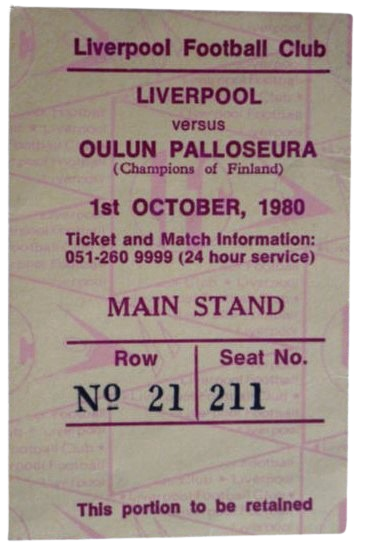 Liverpool Football Club
LIVERPOOL
versus
OULUN PALLOSEURA
(Champions of Finland)
1st OCTOBER, 1980
Ticket and Match Information:
051-260 9999 (24 hour service)
MAIN STAND
Row Seat No.
Nº 21 211
This portion to be retained